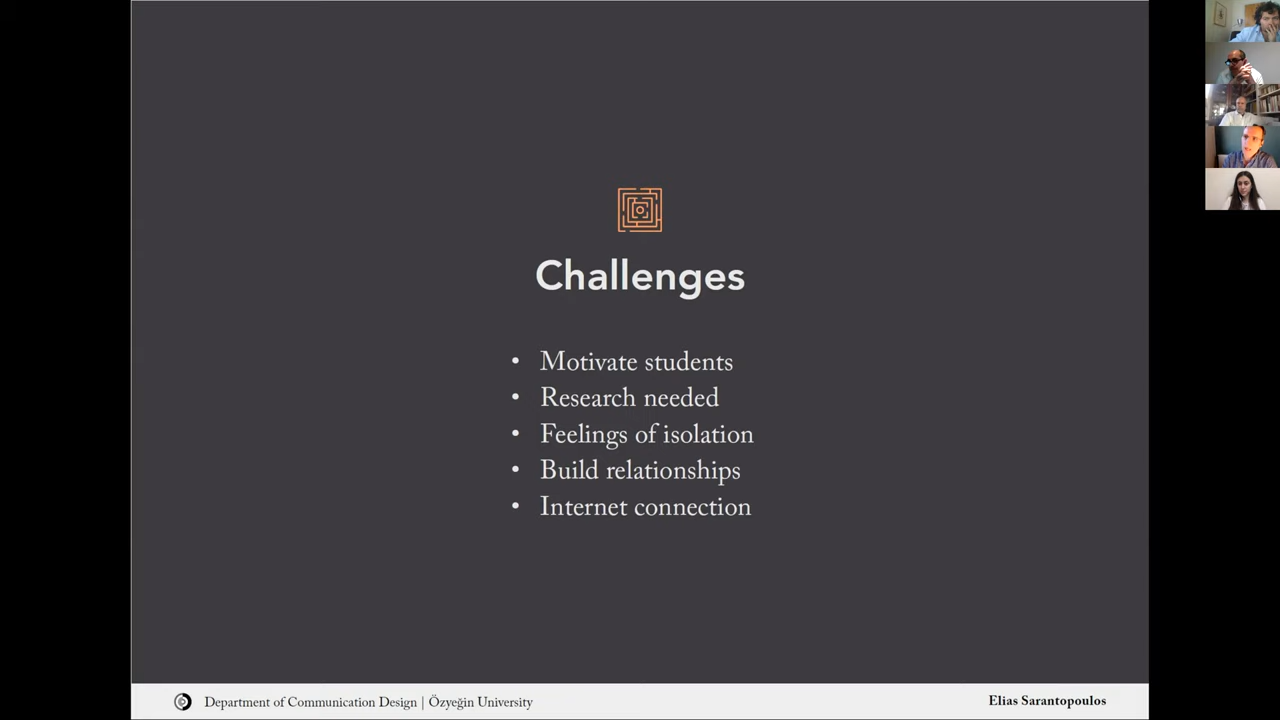 Challenges
• Motivate students
• Research needed
• Feelings of isolation
• Build relationships
• Internet connection
Department of Communication Design | Özyeğin University
Elias Sarantopoulos